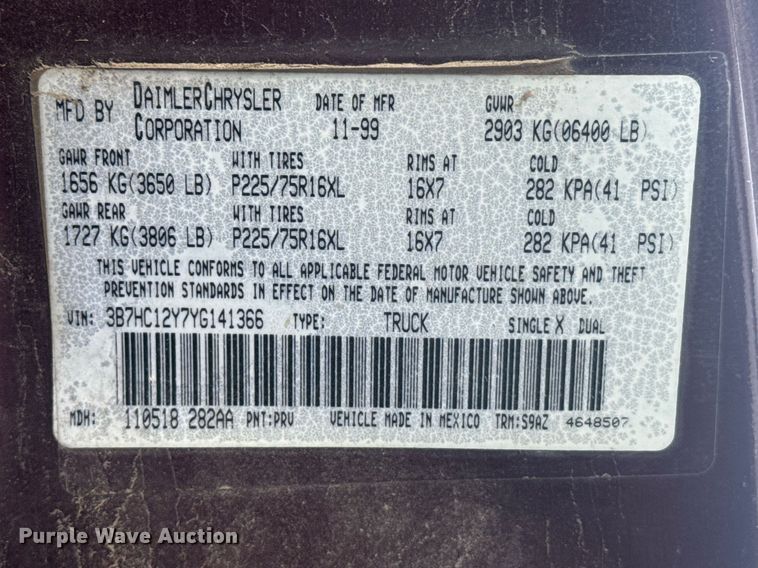 MFD BY DAIMLERCHRYSLER CORPORATION DATE OF MFR 11-99 GVWR 2903 KG(06400 LB)
GAWR FRONT WITH TIRES RIMS AT COLD
1656 KG(3650 LB) P225/75R16XL 16X7 282 KPA(41 PSI)
GAWR REAR WITH TIRES RIMS AT COLD
1727 KG(3806 LB) P225/75R16XL 16X7 282 KPA(41 PSI)
THIS VEHICLE CONFORMS TO ALL APPLICABLE FEDERAL MOTOR VEHICLE SAFETY AND THEFT
PREVENTION STANDARDS IN EFFECT ON THE DATE OF MANUFACTURE SHOWN ABOVE.
VIN: 3B7HC12Y7YG141366 TYPE: TRUCK SINGLE X DUAL
MDH: 110518 282AA PNT:PRV VEHICLE MADE IN MEXICO TRM:S9AZ 4648507
Purple Wave Auction